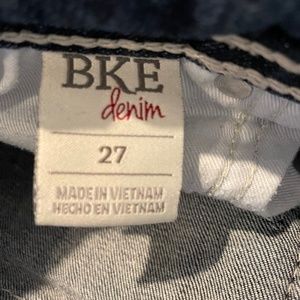 BKE
denim
27
MADE IN VIETNAM
HECHO EN VIETNAM